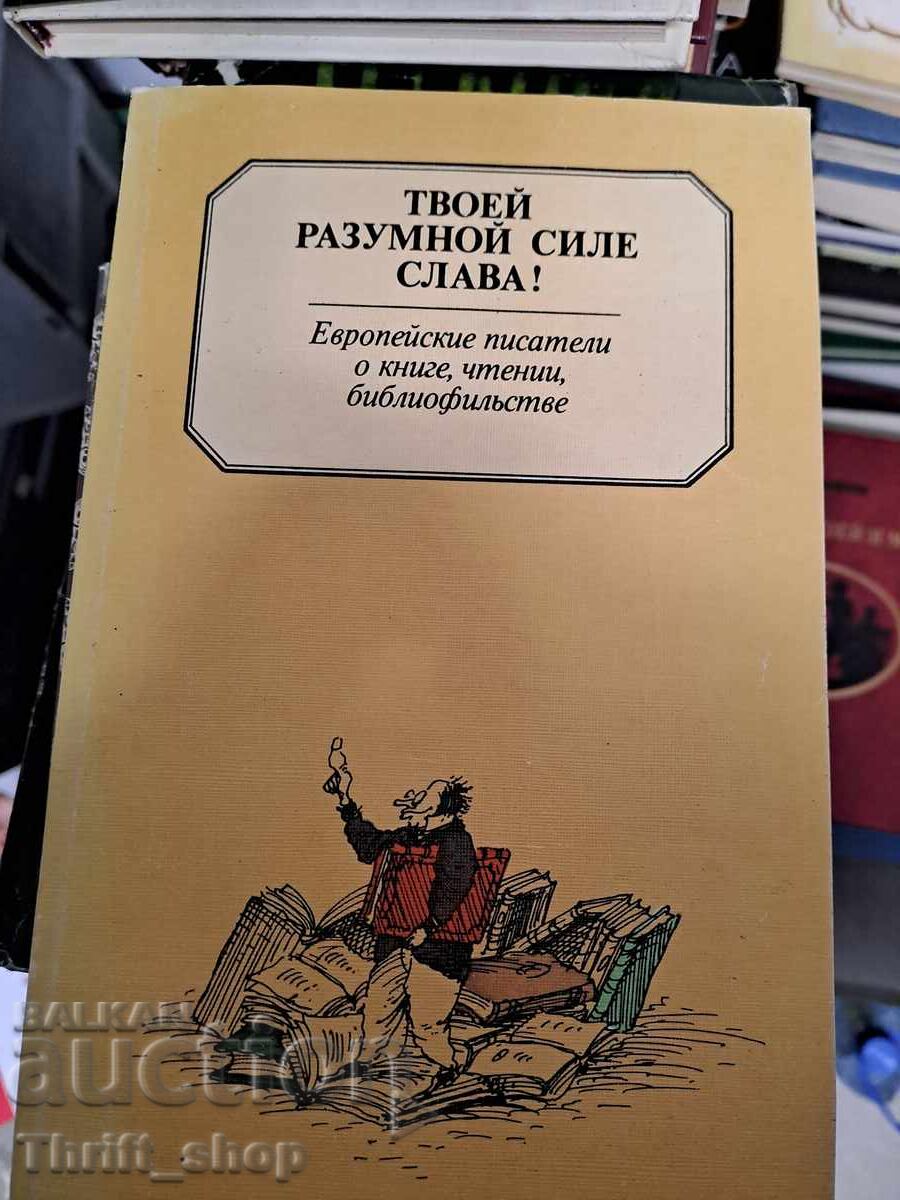 ТВОЕЙ
РАЗУМНОЙ СИЛЕ
СЛАВА!
Европейские писатели
о книге, чтении,
библиофильстве
BALKAN
auction
Thrift_shop